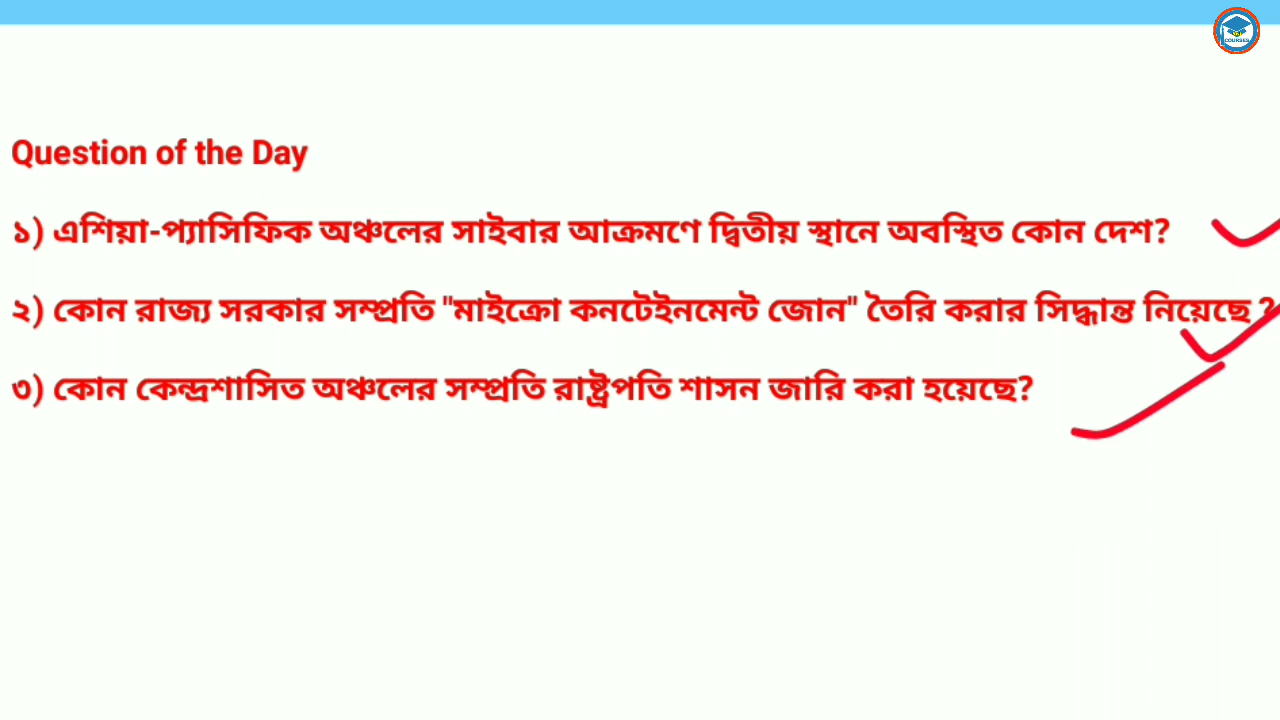 COURSES
Question of the Day
১) এশিয়া-প্যাসিফিক অঞ্চলের সাইবার আক্রমণে দ্বিতীয় স্থানে অবস্থিত কোন দেশ?
২) কোন রাজ্য সরকার সম্প্রতি "মাইক্রো কনটেইনমেন্ট জোন" তৈরি করার সিদ্ধান্ত নিয়েছে ?
৩) কোন কেন্দ্রশাসিত অঞ্চলের সম্প্রতি রাষ্ট্রপতি শাসন জারি করা হয়েছে?